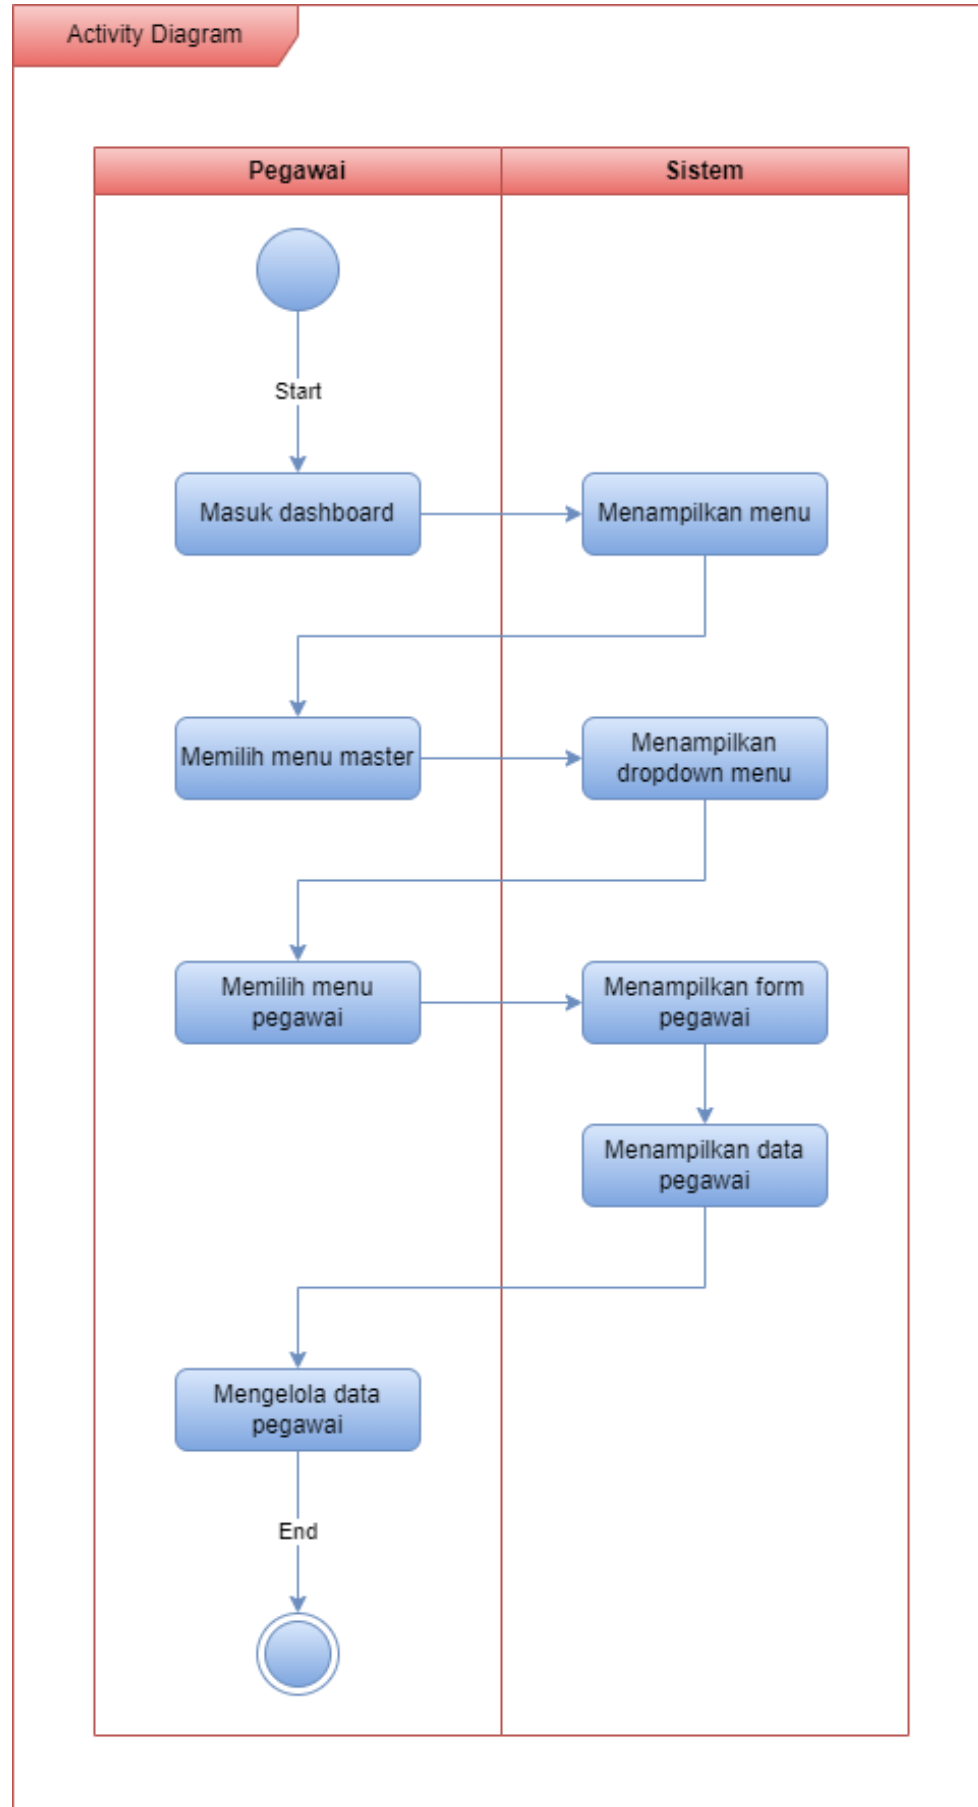 Activity Diagram
Pegawai
Sistem
Start
Masuk dashboard
Menampilkan menu
Memilih menu master
Menampilkan
dropdown menu
Memilih menu
pegawai
Menampilkan form
pegawai
Menampilkan data
pegawai
Mengelola data
pegawai
End